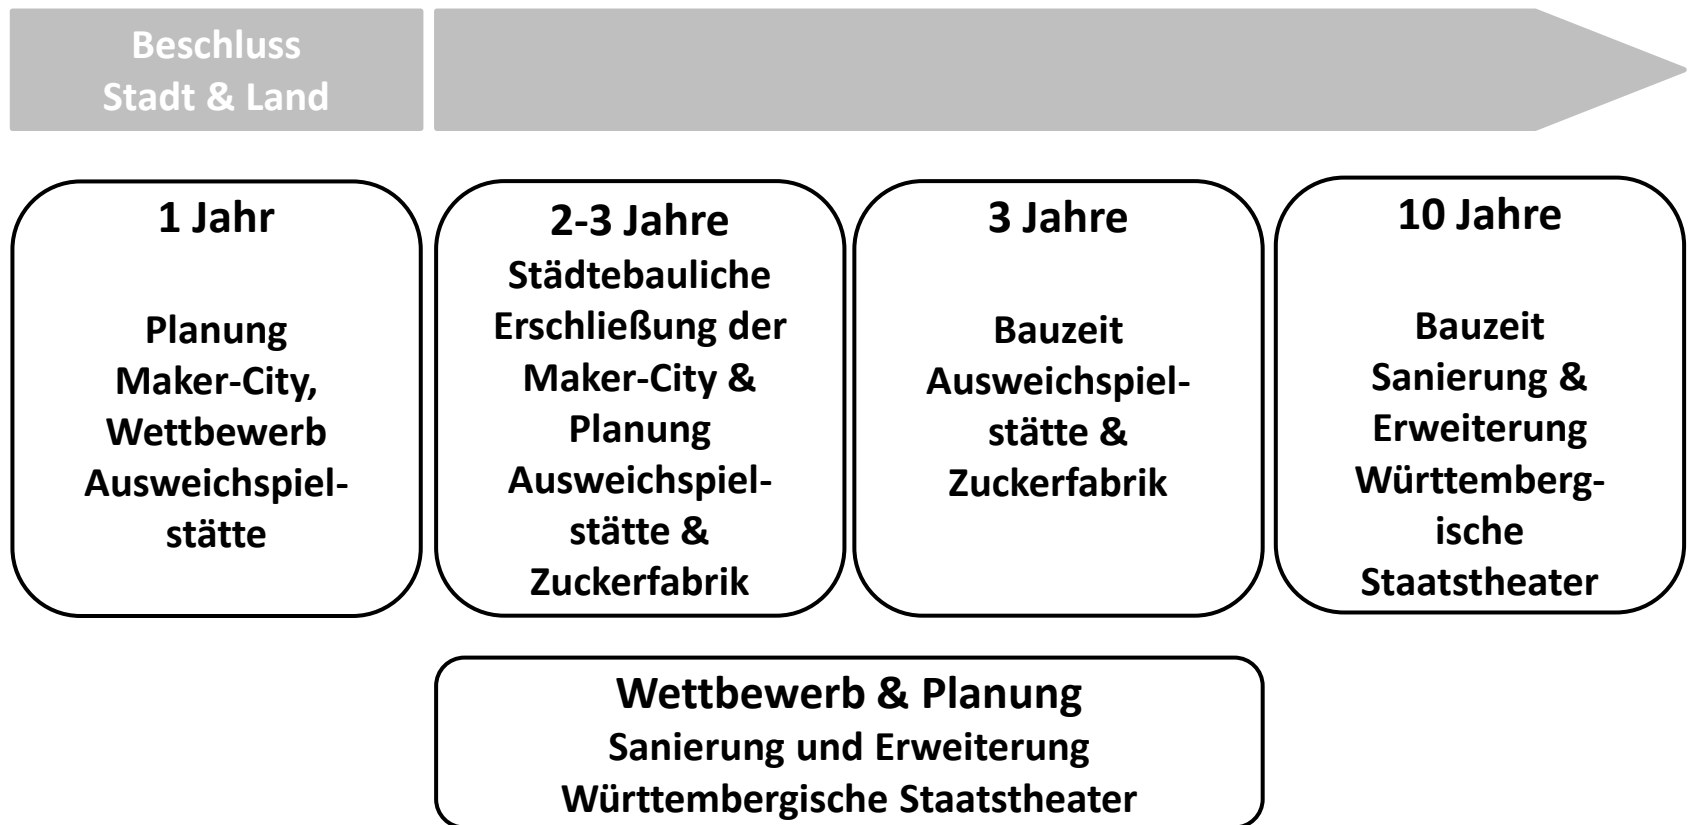 Beschluss
Stadt & Land
1 Jahr
Planung
Maker-City,
Wettbewerb
Ausweichspiel-
stätte
2-3 Jahre
Städtebauliche
Erschließung der
Maker-City &
Planung
Ausweichspiel-
stätte &
Zuckerfabrik
3 Jahre
Bauzeit
Ausweichspiel-
stätte &
Zuckerfabrik
10 Jahre
Bauzeit
Sanierung &
Erweiterung
Württemberg-
ische
Staatstheater
Wettbewerb & Planung
Sanierung und Erweiterung
Württembergische Staatstheater